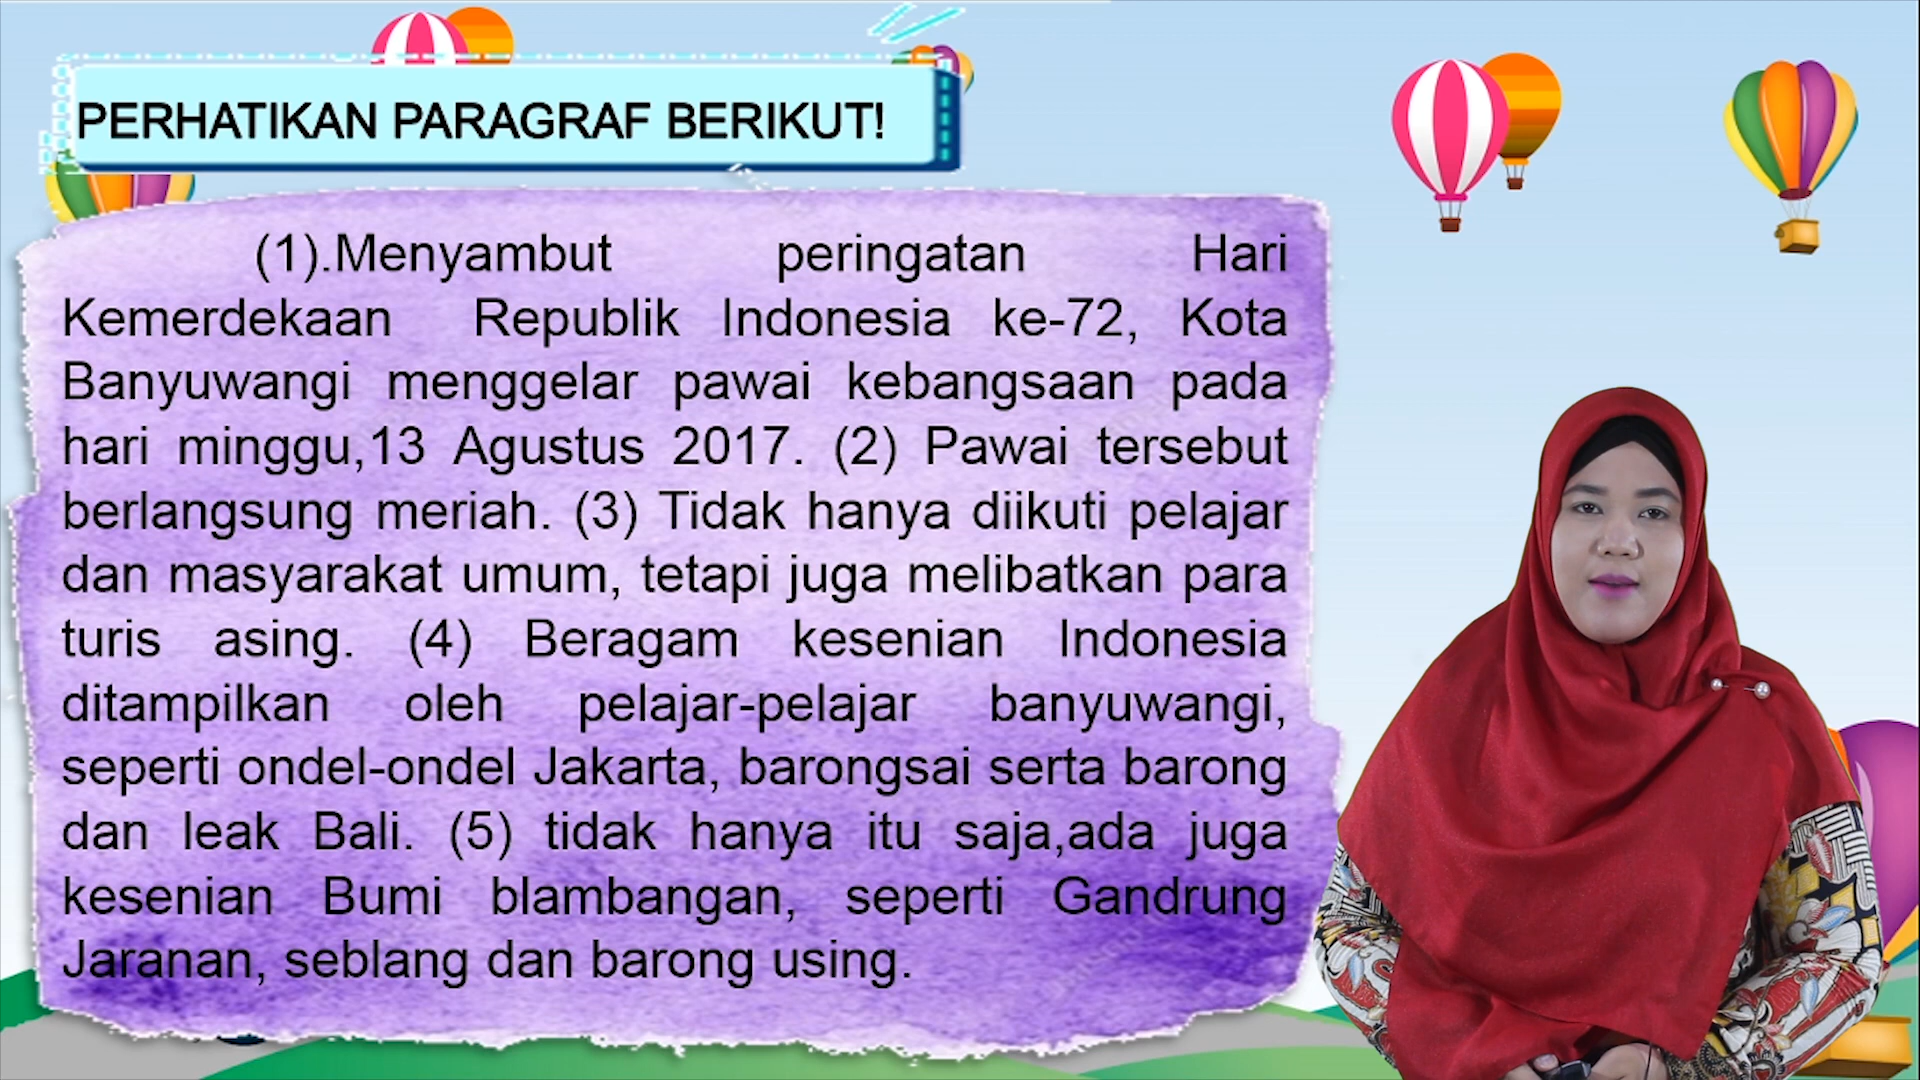 PERHATIKAN PARAGRAF BERIKUT!
(1).Menyambut peringatan Hari
Kemerdekaan Republik Indonesia ke-72, Kota
Banyuwangi menggelar pawai kebangsaan pada
hari minggu,13 Agustus 2017. (2) Pawai tersebut
berlangsung meriah. (3) Tidak hanya diikuti pelajar
dan masyarakat umum, tetapi juga melibatkan para
turis asing. (4) Beragam kesenian Indonesia
ditampilkan oleh pelajar-pelajar banyuwangi,
seperti ondel-ondel Jakarta, barongsai serta barong
dan leak Bali. (5) tidak hanya itu saja,ada juga
kesenian Bumi blambangan, seperti Gandrung
Jaranan, seblang dan barong using.